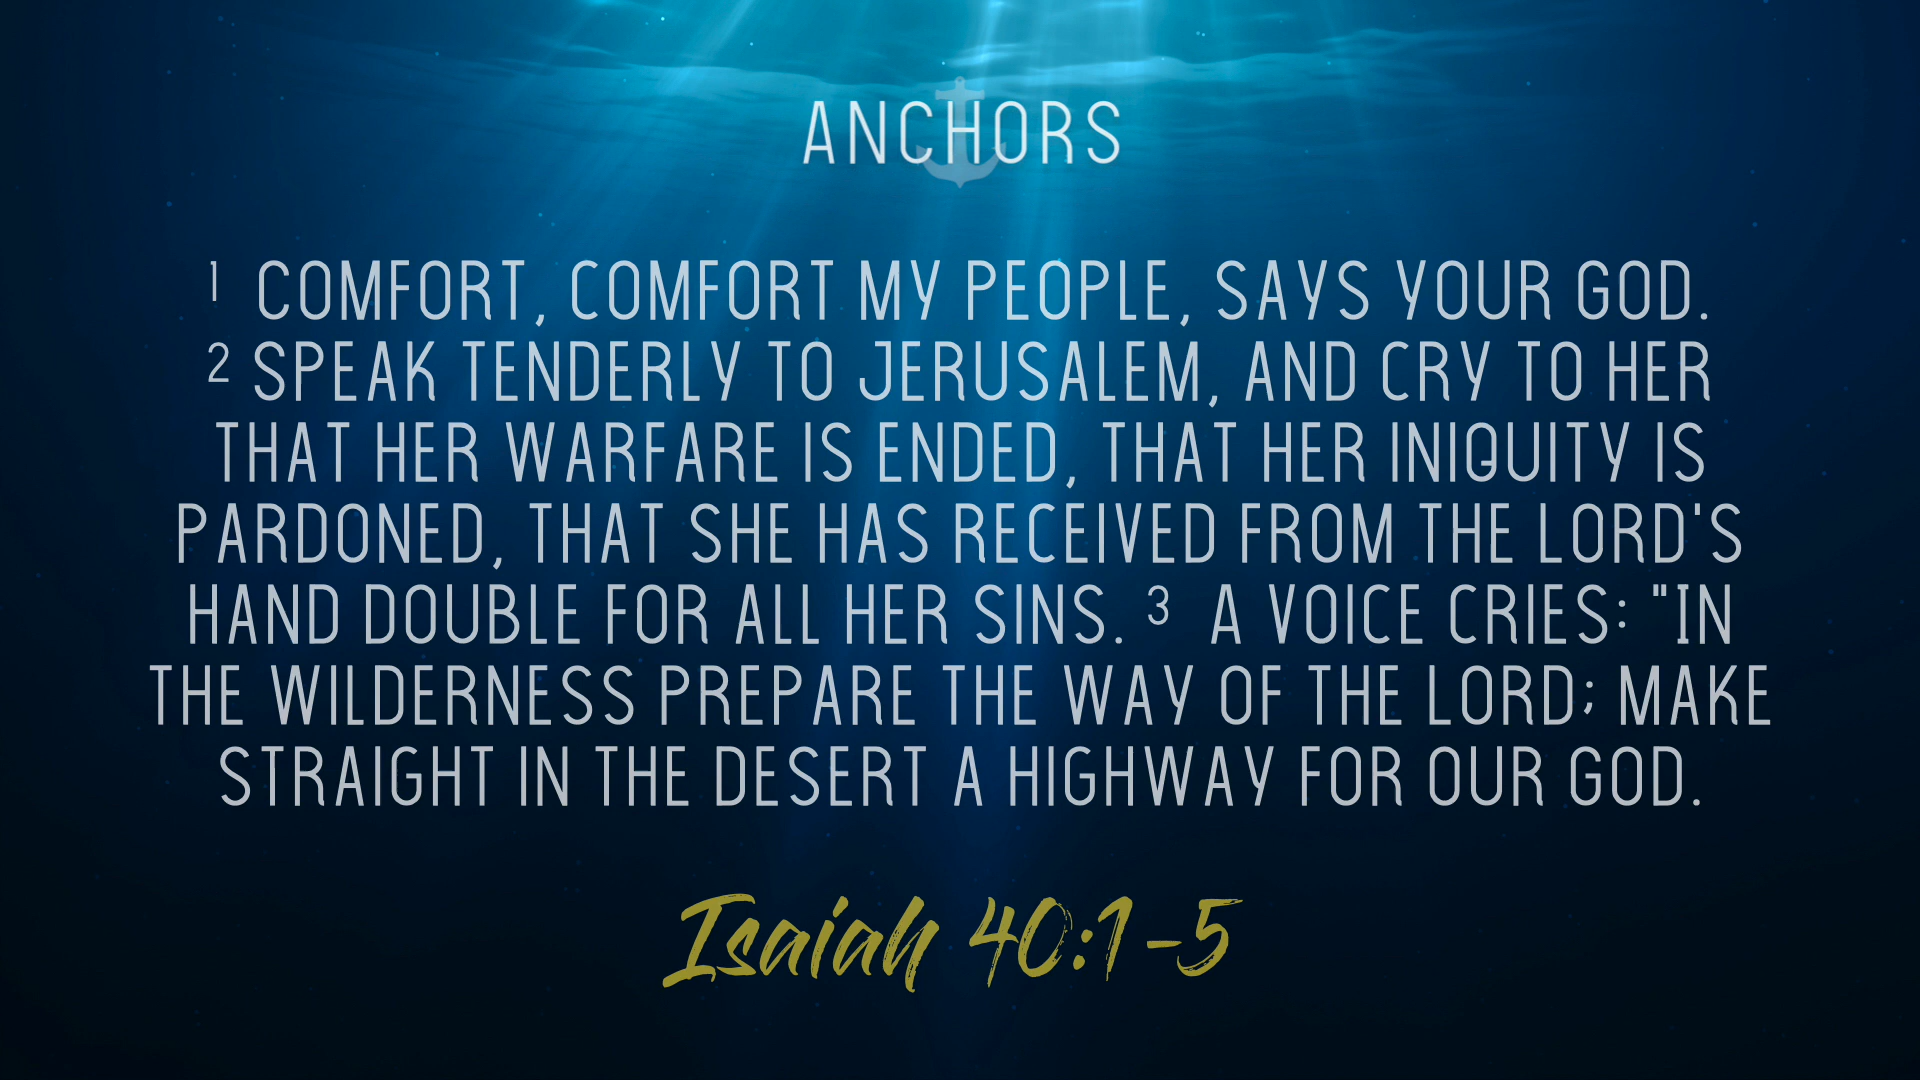 ANCHORS
1 COMFORT, COMFORT MY PEOPLE, SAYS YOUR GOD.
2 SPEAK TENDERLY TO JERUSALEM, AND CRY TO HER
THAT HER WARFARE IS ENDED, THAT HER INIQUITY IS
PARDONED, THAT SHE HAS RECEIVED FROM THE LORD'S
HAND DOUBLE FOR ALL HER SINS. 3 A VOICE CRIES: "IN
THE WILDERNESS PREPARE THE WAY OF THE LORD; MAKE
STRAIGHT IN THE DESERT A HIGHWAY FOR OUR GOD.
Isaiah 40:1-5